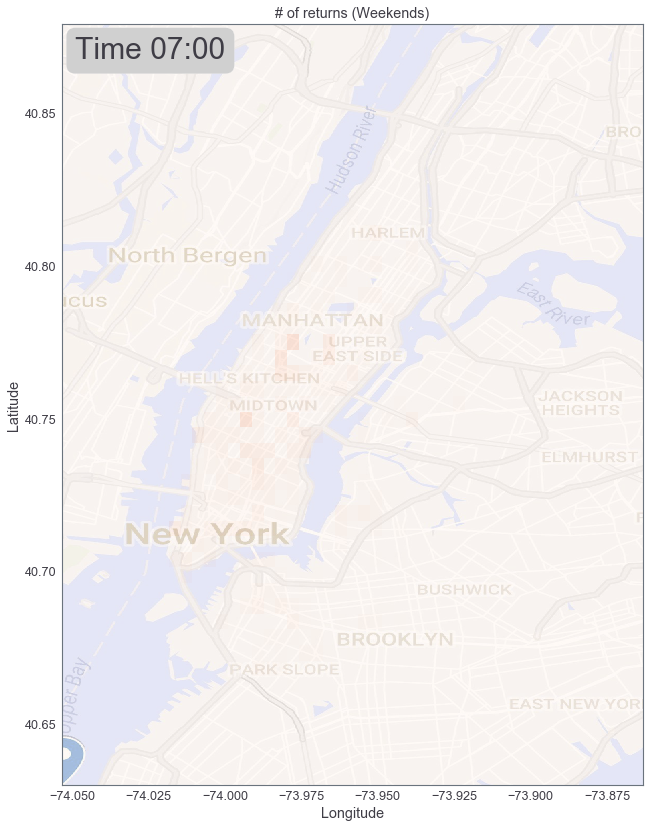 # of returns (Weekends)
Time 07:00
Hudson River
BRO
HARLEM
North Bergen
East River
CUS
MANHATTAN
UPPER
EAST SIDE
HELL'S KITCHEN
MIDTOWN
JACKSON
HEIGHTS
ELMHURST
New York
BUSHWICK
BROOKLYN
PARK SLOPE
EAST NEW YOR
pper Bay
40.85
40.80
40.75
40.70
40.65
Latitude
−74.050 −74.025 −74.000 −73.975 −73.950 −73.925 −73.900 −73.875
Longitude